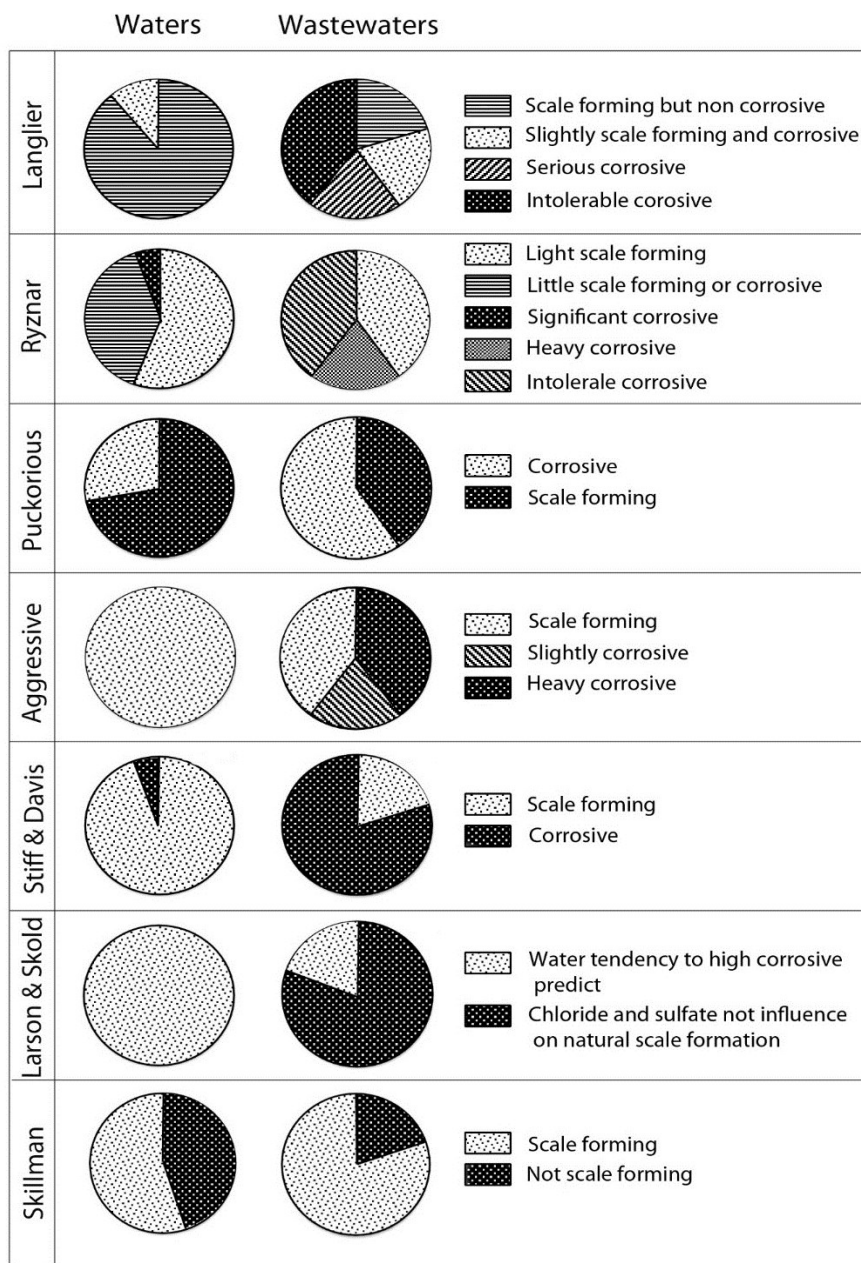 Waters Wastewaters
Langlier
Scale forming but non corrosive
Slightly scale forming and corrosive
Serious corrosive
Intolerable corosive
Ryznar
Light scale forming
Little scale forming or corrosive
Significant corrosive
Heavy corrosive
Intolerale corrosive
Puckorious
Corrosive
Scale forming
Aggressive
Scale forming
Slightly corrosive
Heavy corrosive
Stiff & Davis
Scale forming
Corrosive
Larson & Skold
Water tendency to high corrosive
predict
Chloride and sulfate not influence
on natural scale formation
Skillman
Scale forming
Not scale forming